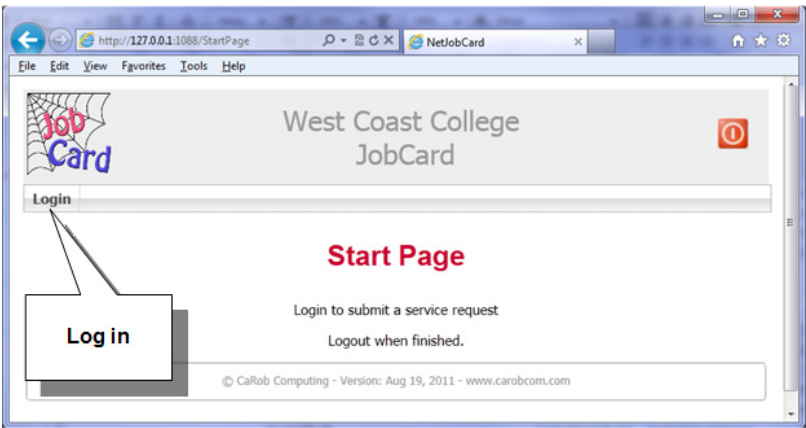 http://127.0.0.1:1088/StartPage
NetJobCard
File Edit View Favorites Tools Help
Job
Card
West Coast College
JobCard
Login
Start Page
Login to submit a service request
Logout when finished.
Log in
© CaRob Computing - Version: Aug 19, 2011 - www.carobcom.com